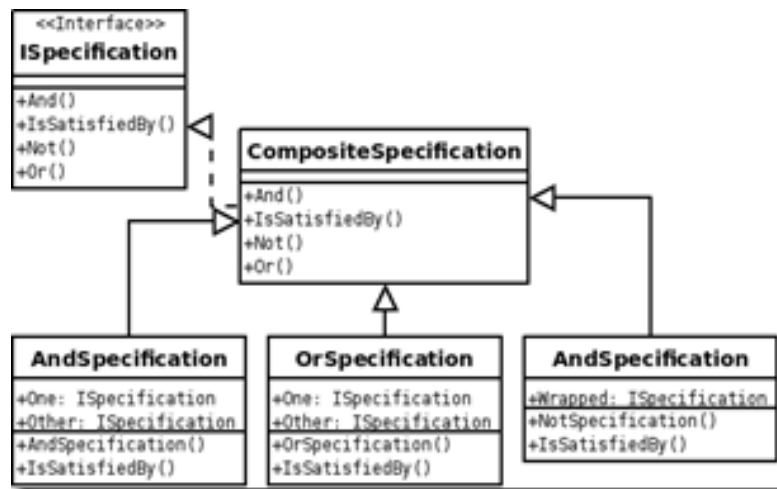 <<Interface>>
ISpecification
+And()
+IsSatisfiedBy()
+Not()
+Or()
CompositeSpecification
+And()
+IsSatisfiedBy()
+Not()
+Or()
AndSpecification
+One: ISpecification
+Other: ISpecification
+AndSpecification()
+IsSatisfiedBy()
OrSpecification
+One: ISpecification
+Other: ISpecification
+OrSpecification()
+IsSatisfiedBy()
AndSpecification
+Wrapped: ISpecification
+NotSpecification()
+IsSatisfiedBy()